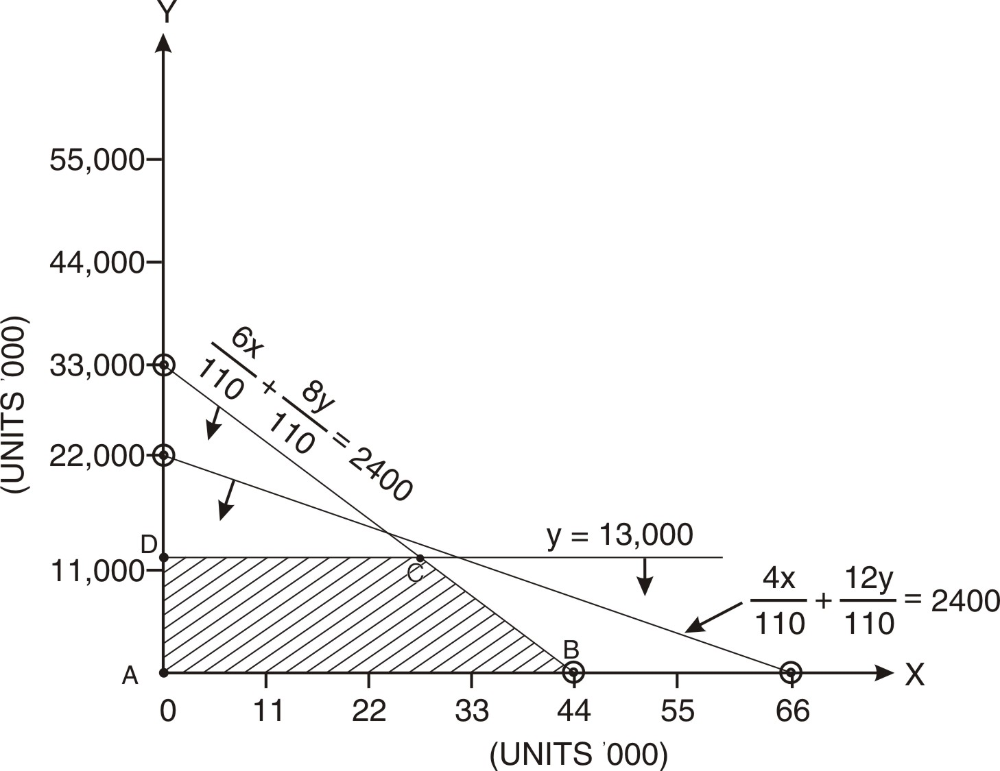 Y
55,000
44,000
33,000
22,000
11,000
(UNITS '000)
6x/110 + 8y/110 = 2400
D
C
y = 13,000
4x/110 + 12y/110 = 2400
B
A
X
0 11 22 33 44 55 66
(UNITS '000)